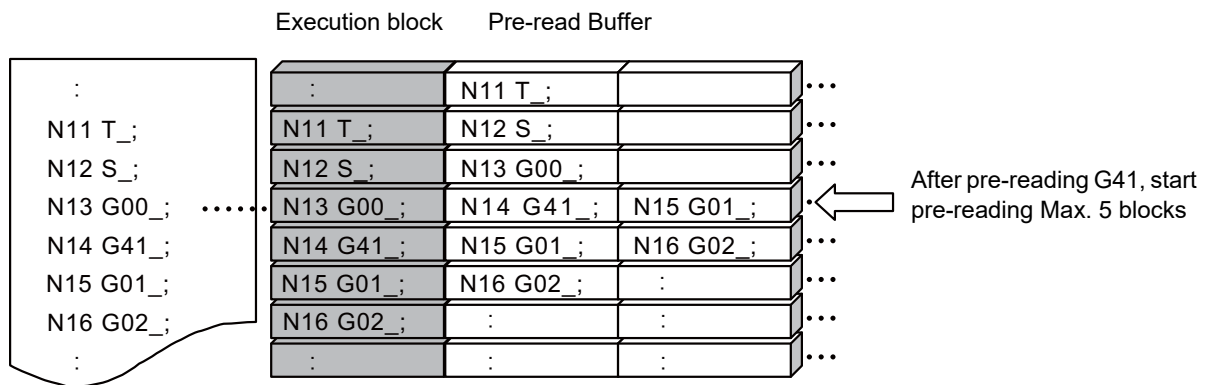 Execution block Pre-read Buffer
:
N11 T_;
N12 S_;
N13 G00_;
N14 G41_;
N15 G01_;
N16 G02_;
:
: N11 T_;
N11 T_; N12 S_;
N12 S_; N13 G00_;
N13 G00_; N14 G41_; N15 G01_;
N14 G41_; N15 G01_; N16 G02_;
N15 G01_; N16 G02_; :
N16 G02_; : :
: : :
After pre-reading G41, start
pre-reading Max. 5 blocks